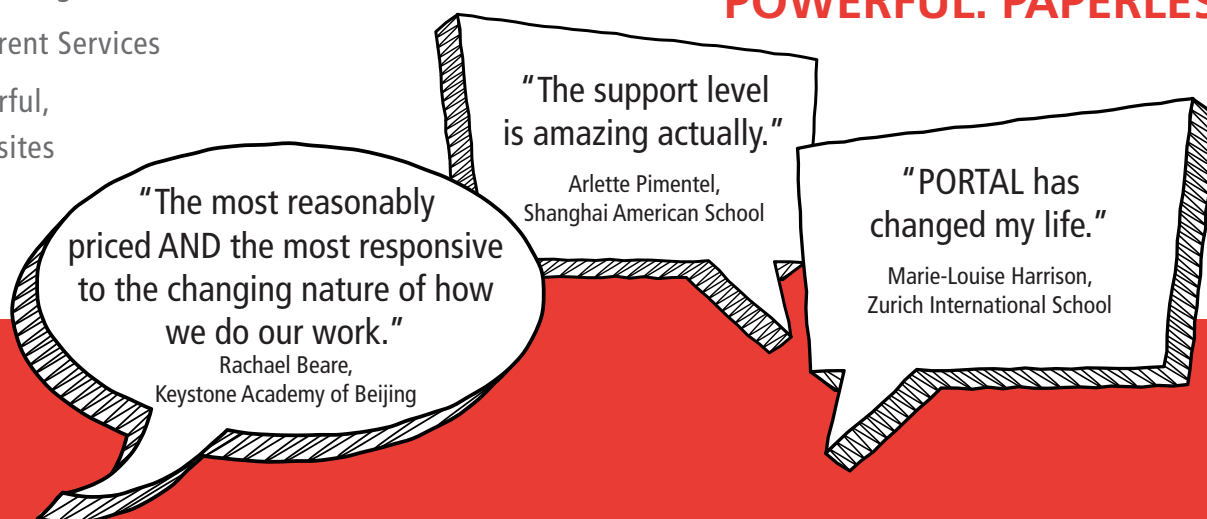 rent Services
rful,
sites
POWERFUL. PAPERLES
"The support level
is amazing actually."
Arlette Pimentel,
Shanghai American School
"PORTAL has
changed my life."
Marie-Louise Harrison,
Zurich International School
"The most reasonably
priced AND the most responsive
to the changing nature of how
we do our work."
Rachael Beare,
Keystone Academy of Beijing